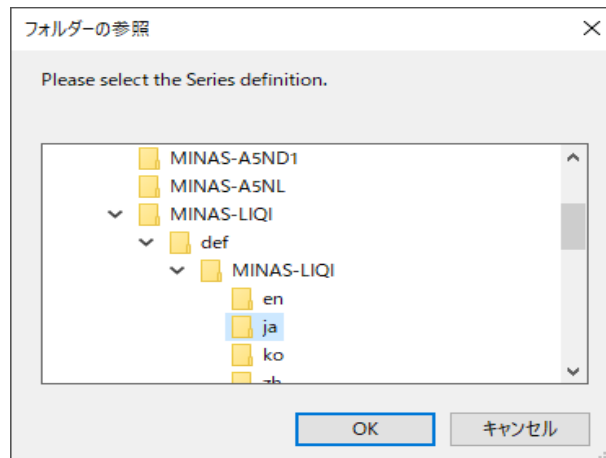 フォルダーの参照
Please select the Series definition.
MINAS-A5ND1
MINAS-A5NL
MINAS-LIQI
def
MINAS-LIQI
en
ja
ko
zh
OK
キャンセル